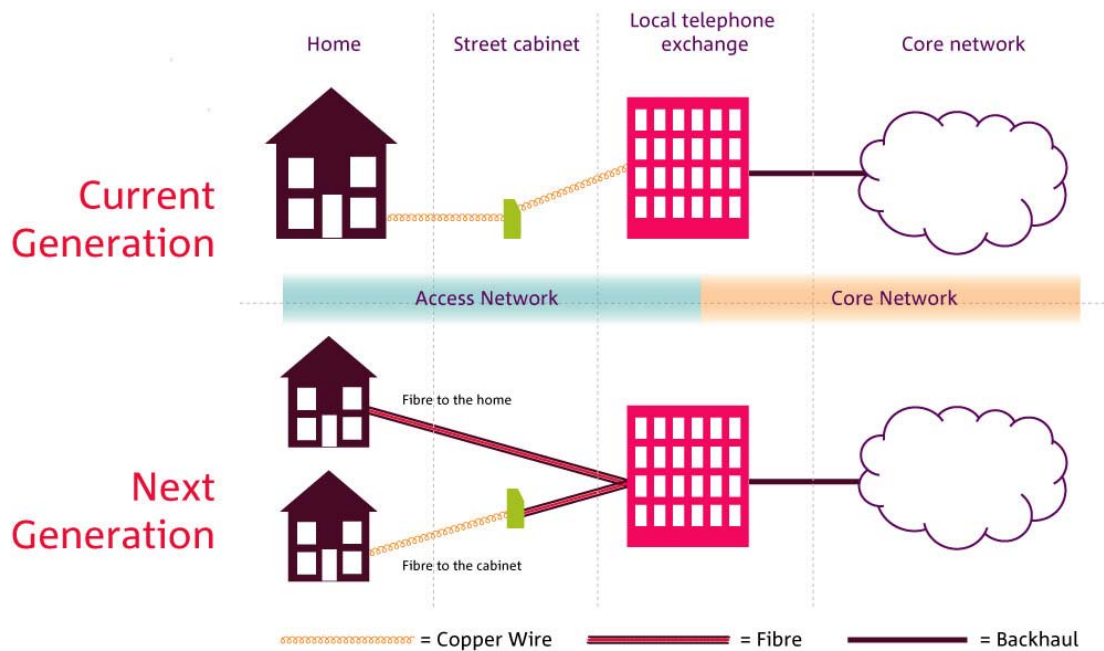 Home
Street cabinet
Local telephone
exchange
Core network
Current
Generation
Access Network
Core Network
Next
Generation
Fibre to the home
Fibre to the cabinet
= Copper Wire
= Fibre
= Backhaul